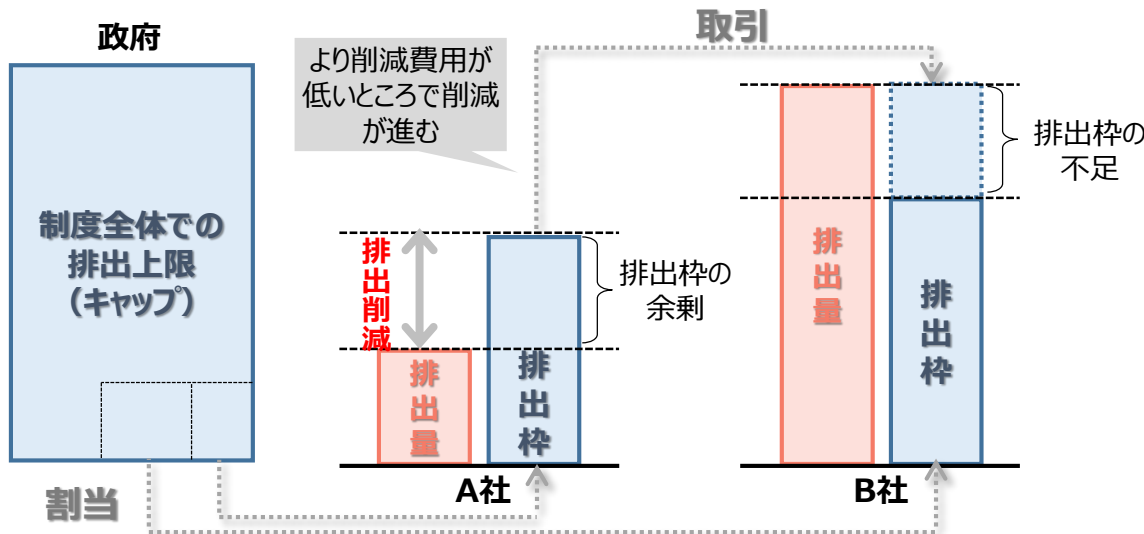 政府
制度全体での
排出上限
（キャップ）
割当
より削減費用が
低いところで削減
が進む
取引
排出削減
排出量
排出枠
排出枠の
余剰
A社
排出量
排出枠
排出枠の
不足
B社